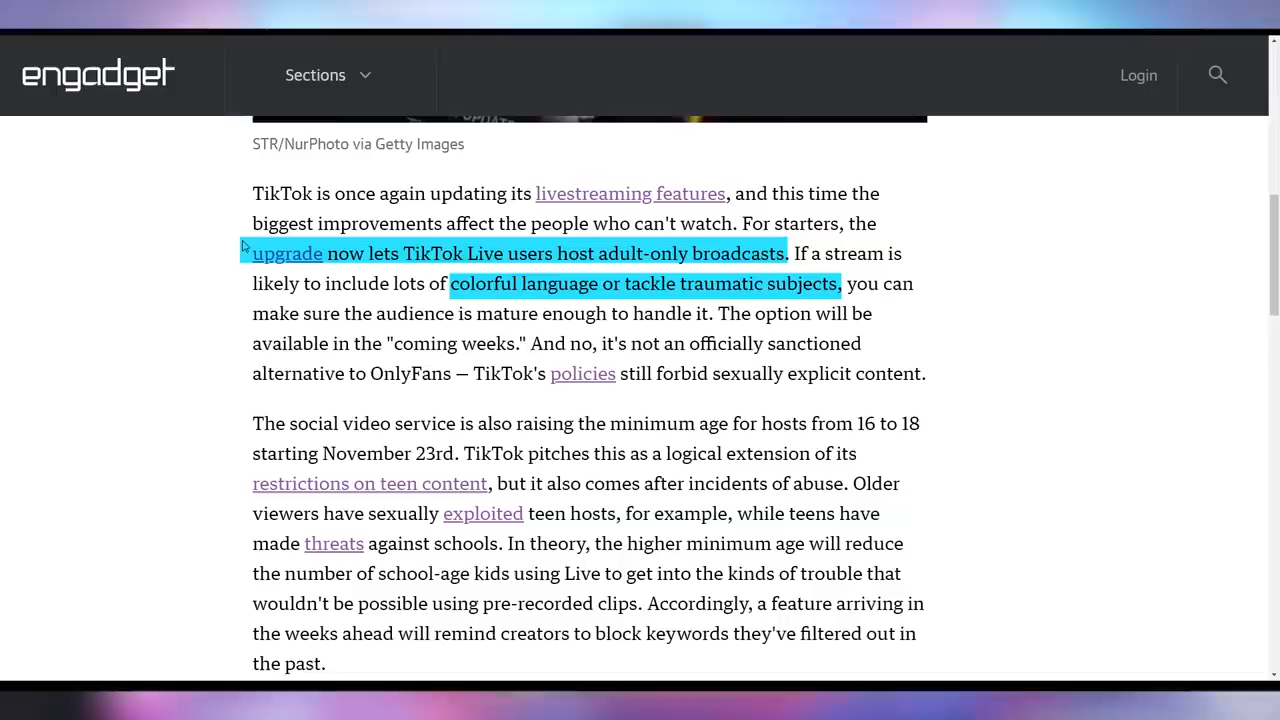 engadget
Sections
Login
STR/NurPhoto via Getty Images
TikTok is once again updating its livestreaming features, and this time the
biggest improvements affect the people who can't watch. For starters, the
upgrade now lets TikTok Live users host adult-only broadcasts. If a stream is
likely to include lots of colorful language or tackle traumatic subjects, you can
make sure the audience is mature enough to handle it. The option will be
available in the "coming weeks." And no, it's not an officially sanctioned
alternative to OnlyFans — TikTok's policies still forbid sexually explicit content.
The social video service is also raising the minimum age for hosts from 16 to 18
starting November 23rd. TikTok pitches this as a logical extension of its
restrictions on teen content, but it also comes after incidents of abuse. Older
viewers have sexually exploited teen hosts, for example, while teens have
made threats against schools. In theory, the higher minimum age will reduce
the number of school-age kids using Live to get into the kinds of trouble that
wouldn't be possible using pre-recorded clips. Accordingly, a feature arriving in
the weeks ahead will remind creators to block keywords they've filtered out in
the past.